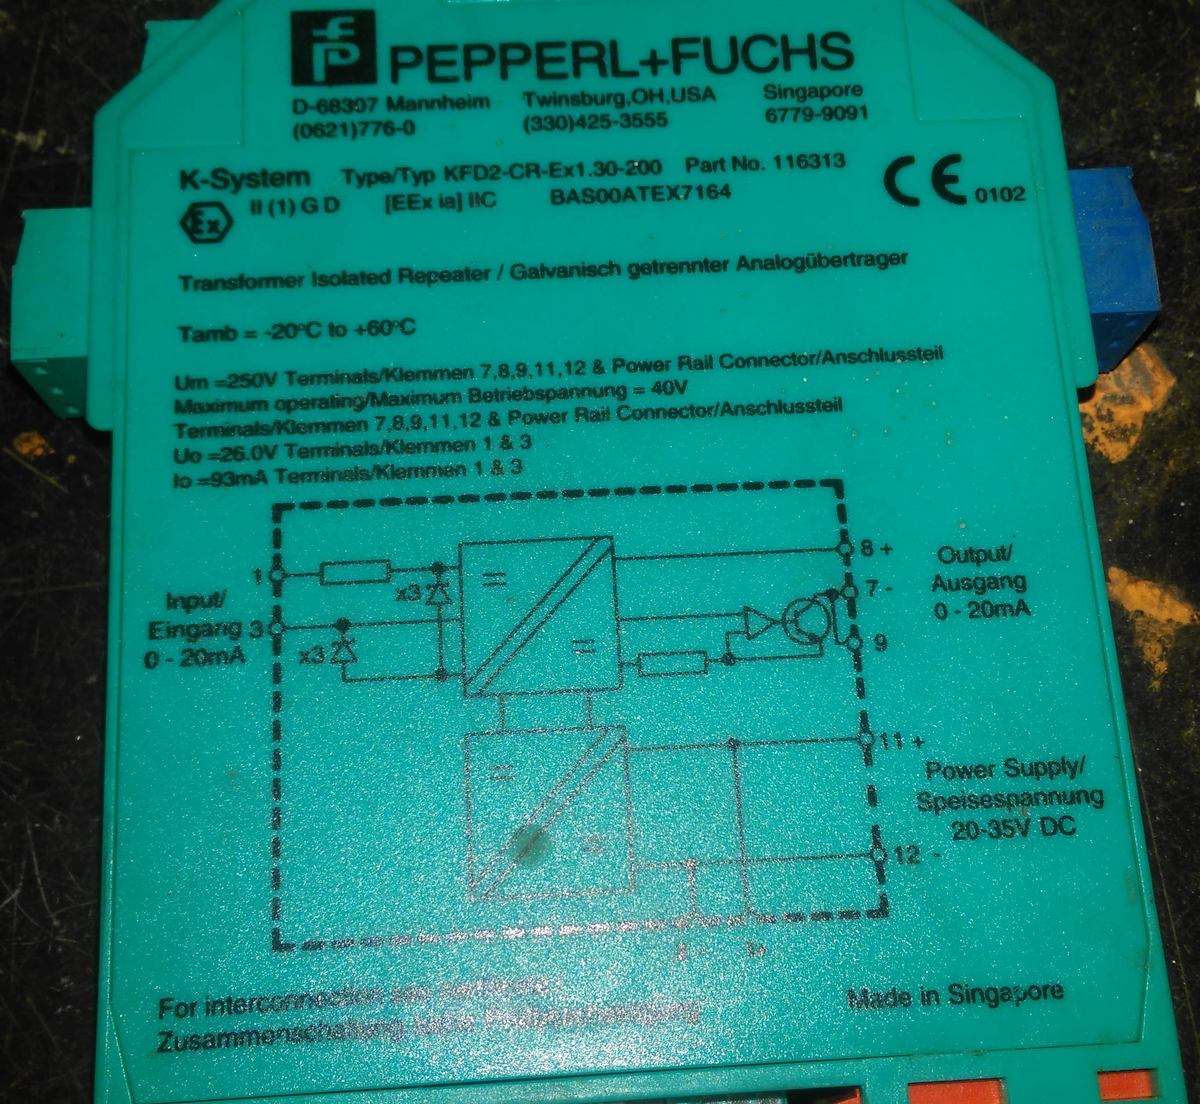 PEPPERL+FUCHS
D-68307 Mannheim Twinsburg,OH,USA Singapore
(0621)776-0 (330)425-3555 6779-9091
K-System Type/Typ KFD2-CR-Ex1.30-200 Part No. 116313
Ex II (1) G D [EEx ia] IIC BAS00ATEX7164 CE 0102
Transformer Isolated Repeater / Galvanisch getrennter Analogübertrager
Tamb = -20°C to +60°C
Um =250V Terminals/Klemmen 7,8,9,11,12 & Power Rail Connector/Anschlussteil
Maximum operating/Maximum Betriebspannung = 40V
Terminals/Klemmen 7,8,9,11,12 & Power Rail Connector/Anschlussteil
Uo =26.0V Terminals/Klemmen 1 & 3
Io =93mA Terminals/Klemmen 1 & 3
8 +
Output/
1
x3
7 -
Ausgang
Input/
0 - 20mA
Eingang 3
9
0 - 20mA
x3
11 +
Power Supply/
Speisespannung
20-35V DC
12 -
For interconnection see
Zusammenschaltung siehe
Made in Singapore